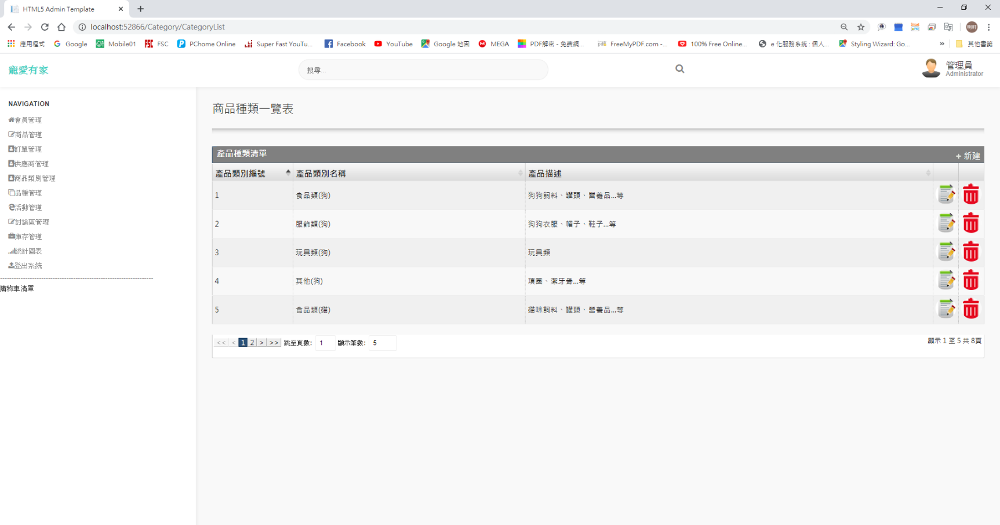 HTML5 Admin Template
localhost:52866/Category/CategoryList
明軒
應用程式 Google Mobile01 FSC PChome Online Super Fast YouTu... Facebook YouTube Google 地圖 MEGA PDF解密 - 免費網... FreeMyPDF.com -... 100% Free Online... e 化服務系統 : 個人... Styling Wizard: Go... » 其他書籤
寵愛有家
搜尋...
管理員
Administrator
NAVIGATION
會員管理
商品管理
訂單管理
供應商管理
商品類別管理
品種管理
活動管理
討論區管理
庫存管理
統計圖表
登出系統
購物車清單
商品種類一覽表
產品種類清單
+ 新建
產品類別編號 產品類別名稱 產品描述
1 食品類(狗) 狗狗飼料、罐頭、營養品...等
2 服飾類(狗) 狗狗衣服、帽子、鞋子...等
3 玩具類(狗) 玩具類
4 其他(狗) 項圈、潔牙骨...等
5 食品類(貓) 貓咪飼料、罐頭、營養品...等
<< < 1 2 > >> 跳至頁數: 1 顯示筆數: 5
顯示 1 至 5 共 8頁